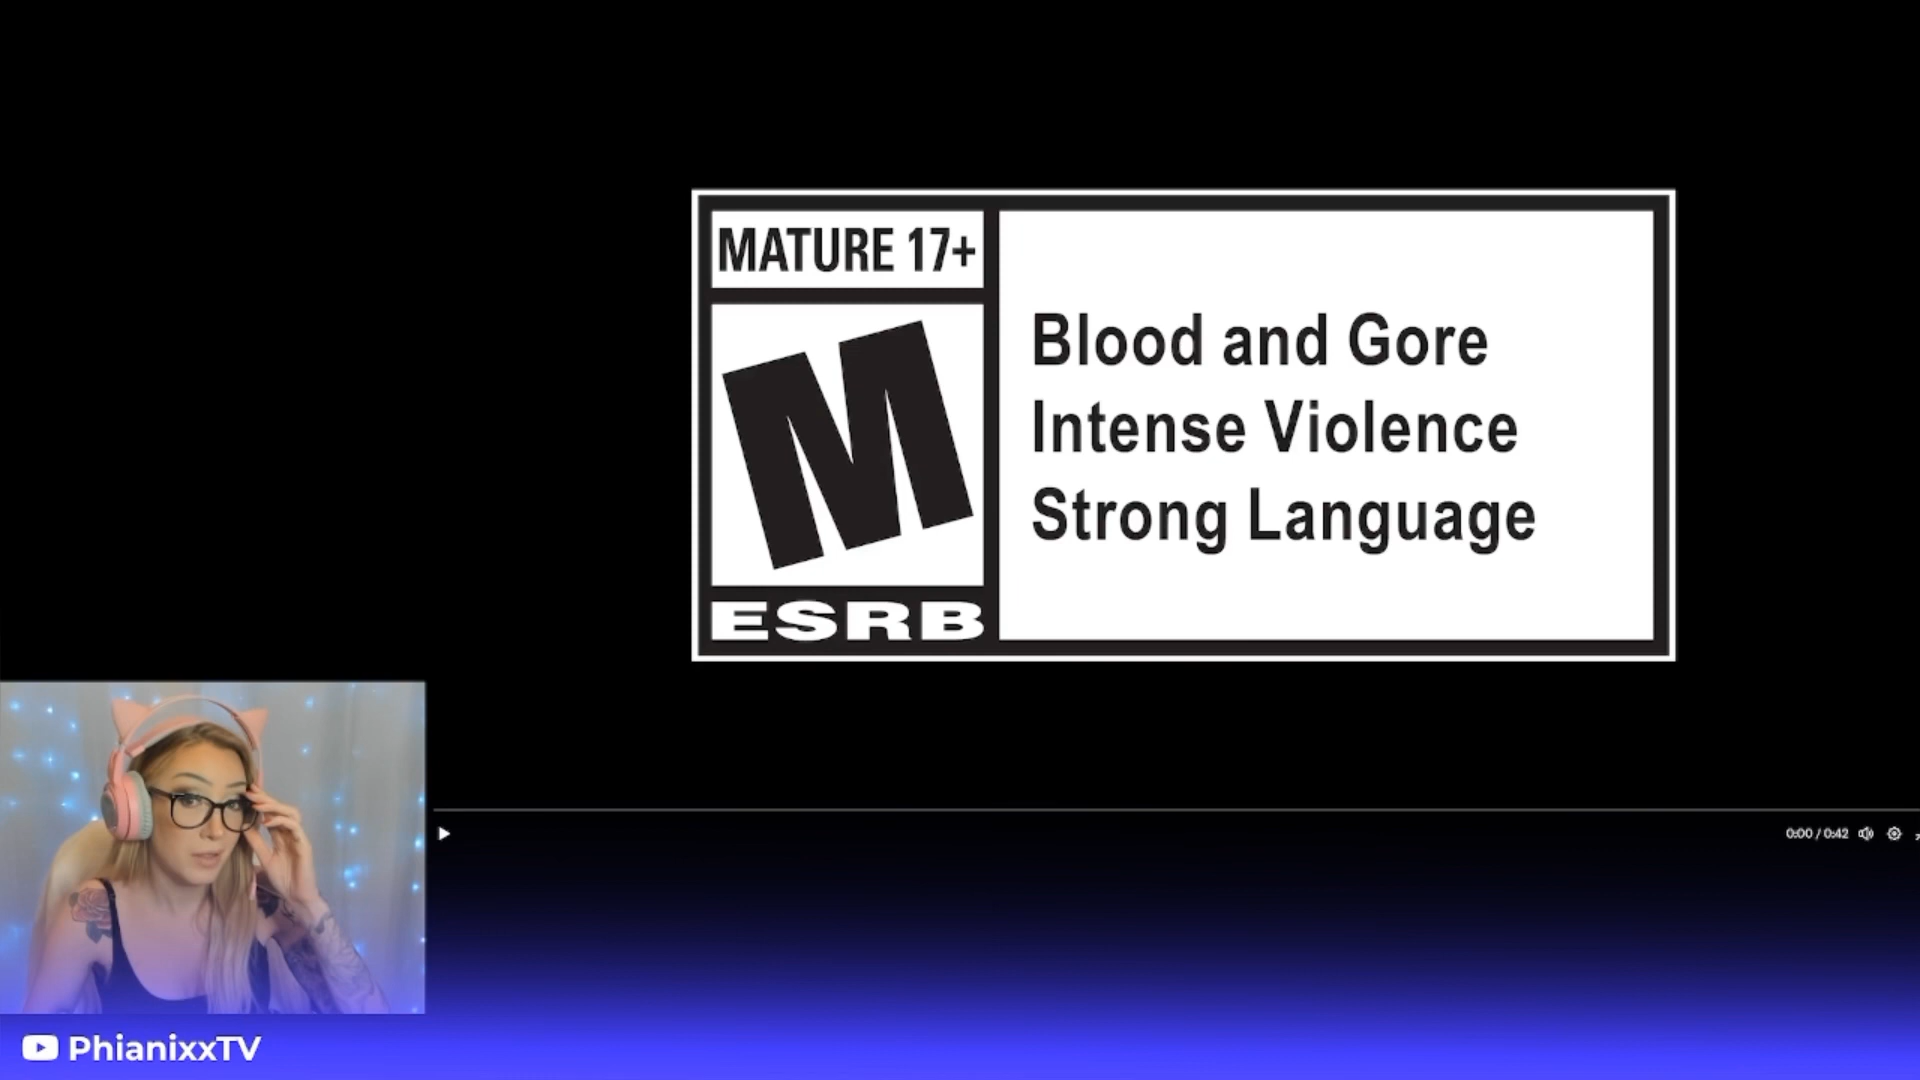 MATURE 17+
M
ESRB
Blood and Gore
Intense Violence
Strong Language
0:00 / 0:42
PhianixxTV